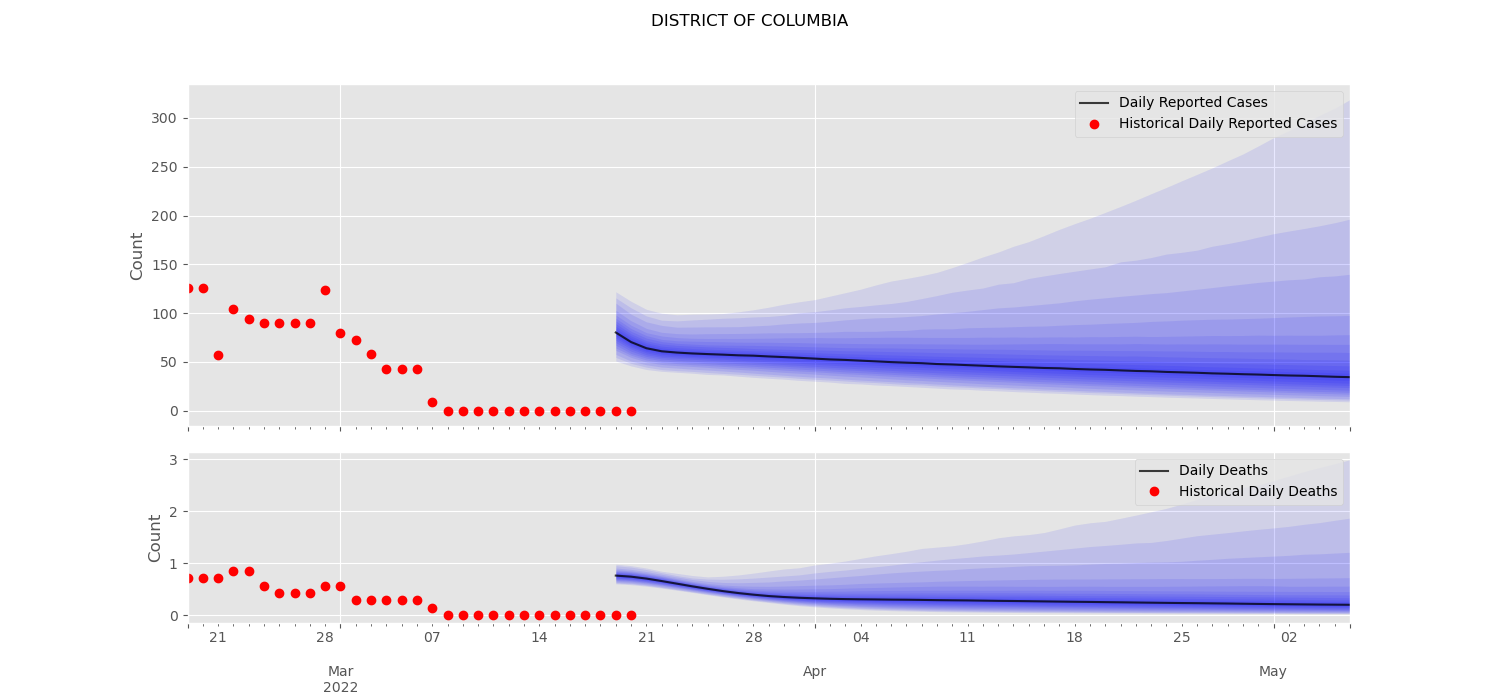 DISTRICT OF COLUMBIA
Daily Reported Cases
Historical Daily Reported Cases
300
250
200
150
100
50
0
Count
Daily Deaths
Historical Daily Deaths
3
2
1
0
Count
21 28 07 14 21 28 04 11 18 25 02
Mar Apr May
2022